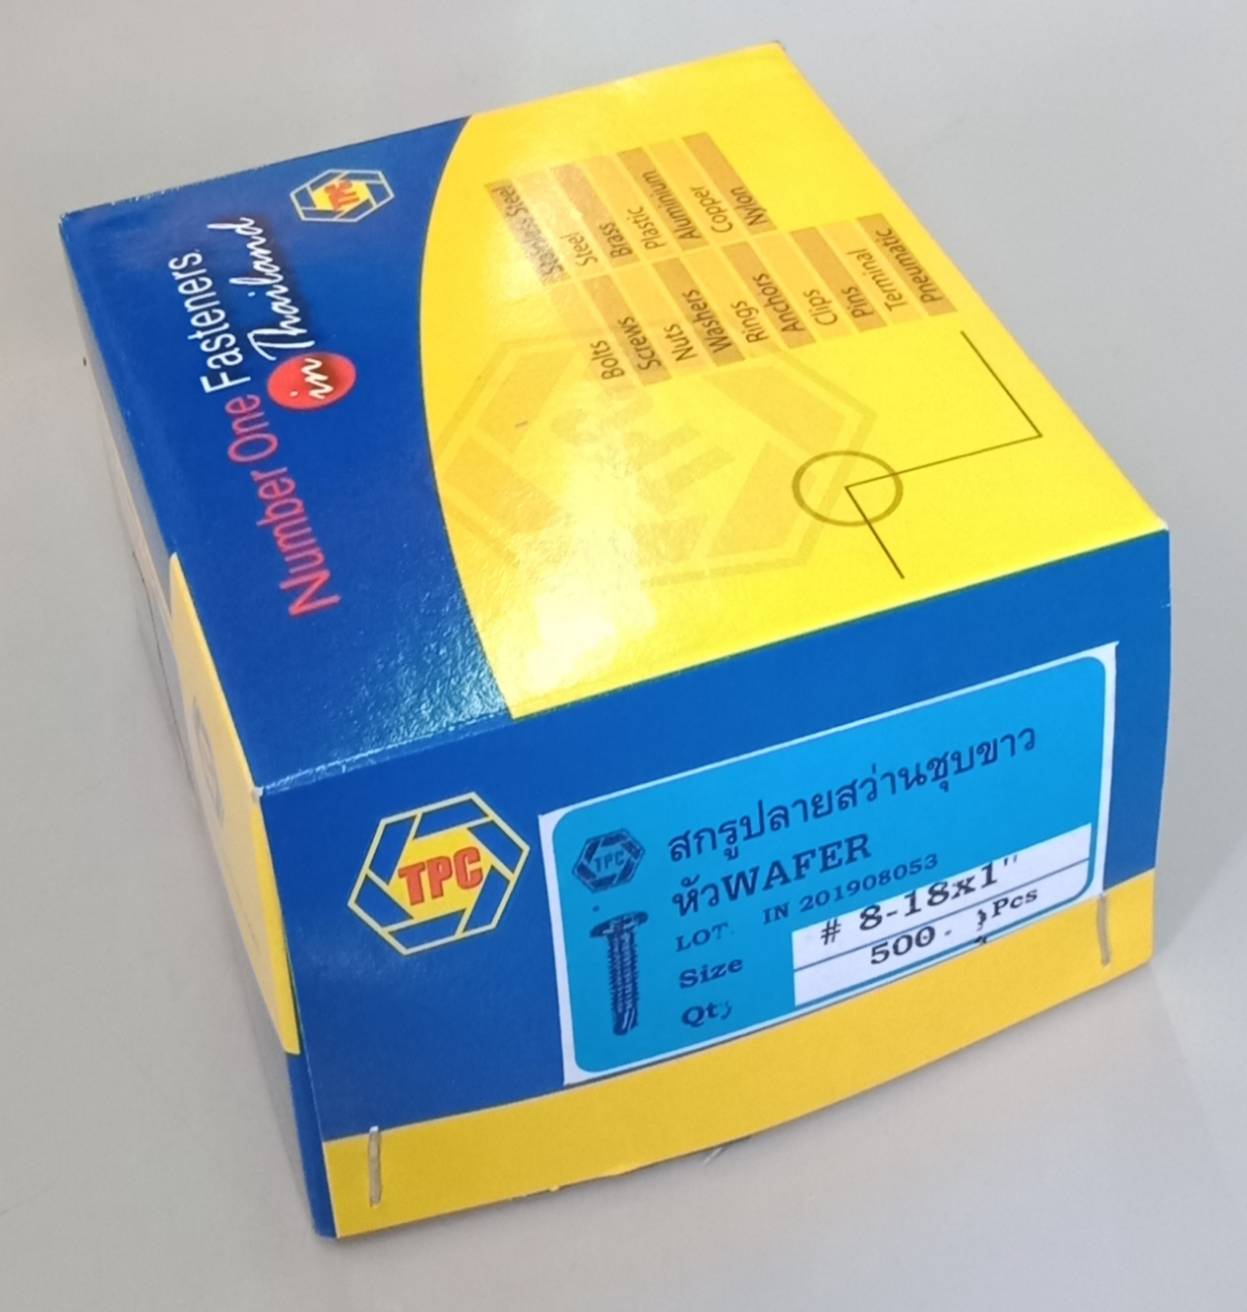 TPC
Number One Fasteners
in Thailand
Stainless Steel
Steel
Brass
Plastic
Aluminium
Copper
Nylon
Bolts
Screws
Nuts
Washers
Rings
Anchors
Clips
Pins
Terminal
Pneumatic
TPC
TPC
TPC
สกรูปลายสว่านชุบขาว
หัวWAFER
LOT. IN 201908053
Size # 8-18x1"
Qty 500. Pcs